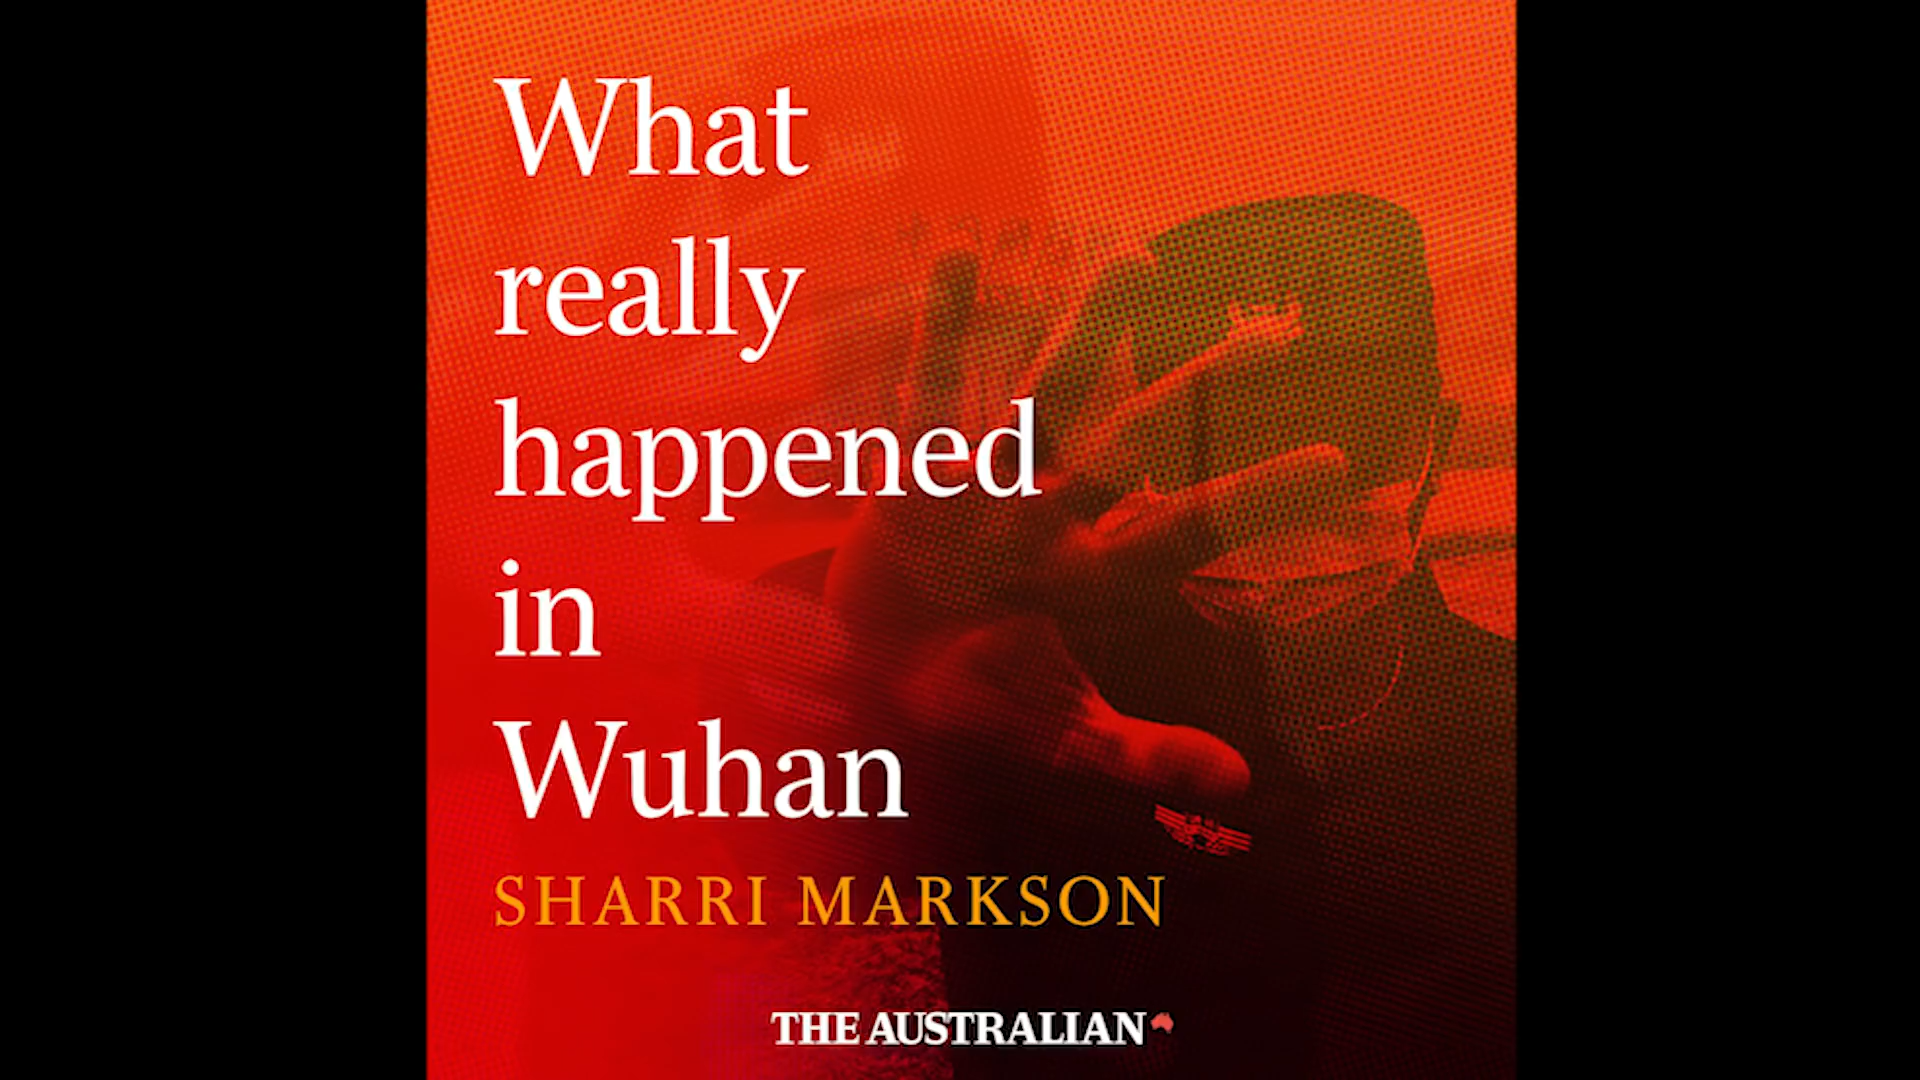 What
really
happened
in
Wuhan
SHARRI MARKSON
THE AUSTRALIAN